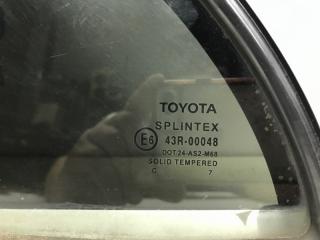 TOYOTA
SPLINTEX
E6 43R-00048
DOT24-AS2-M68
SOLID TEMPERED
C 7